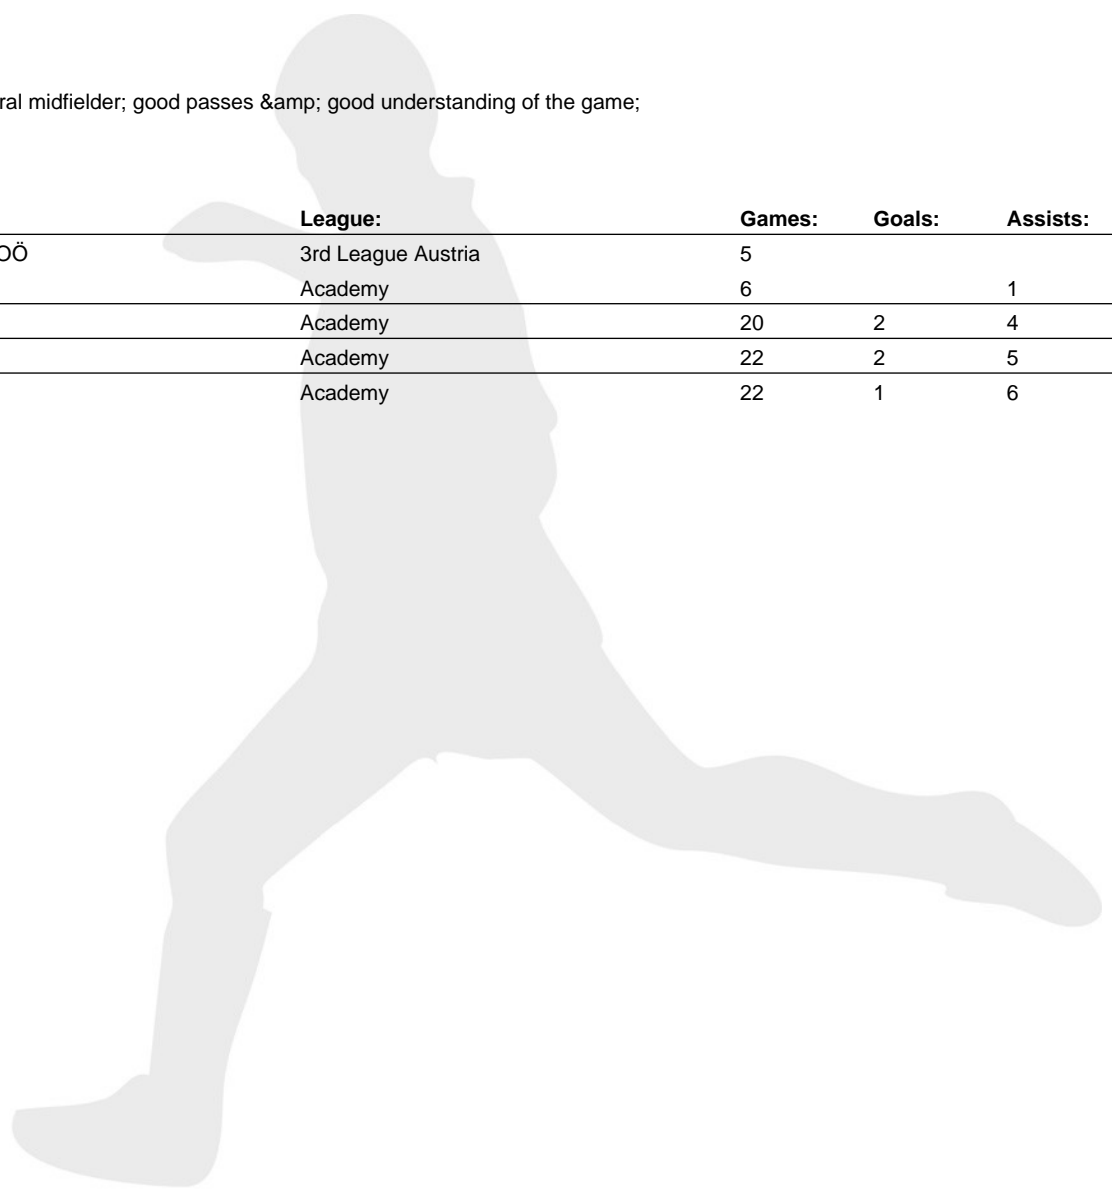 ral midfielder; good passes &amp; good understanding of the game;
League: Games: Goals: Assists:
OÖ 3rd League Austria 5
Academy 6 1
Academy 20 2 4
Academy 22 2 5
Academy 22 1 6